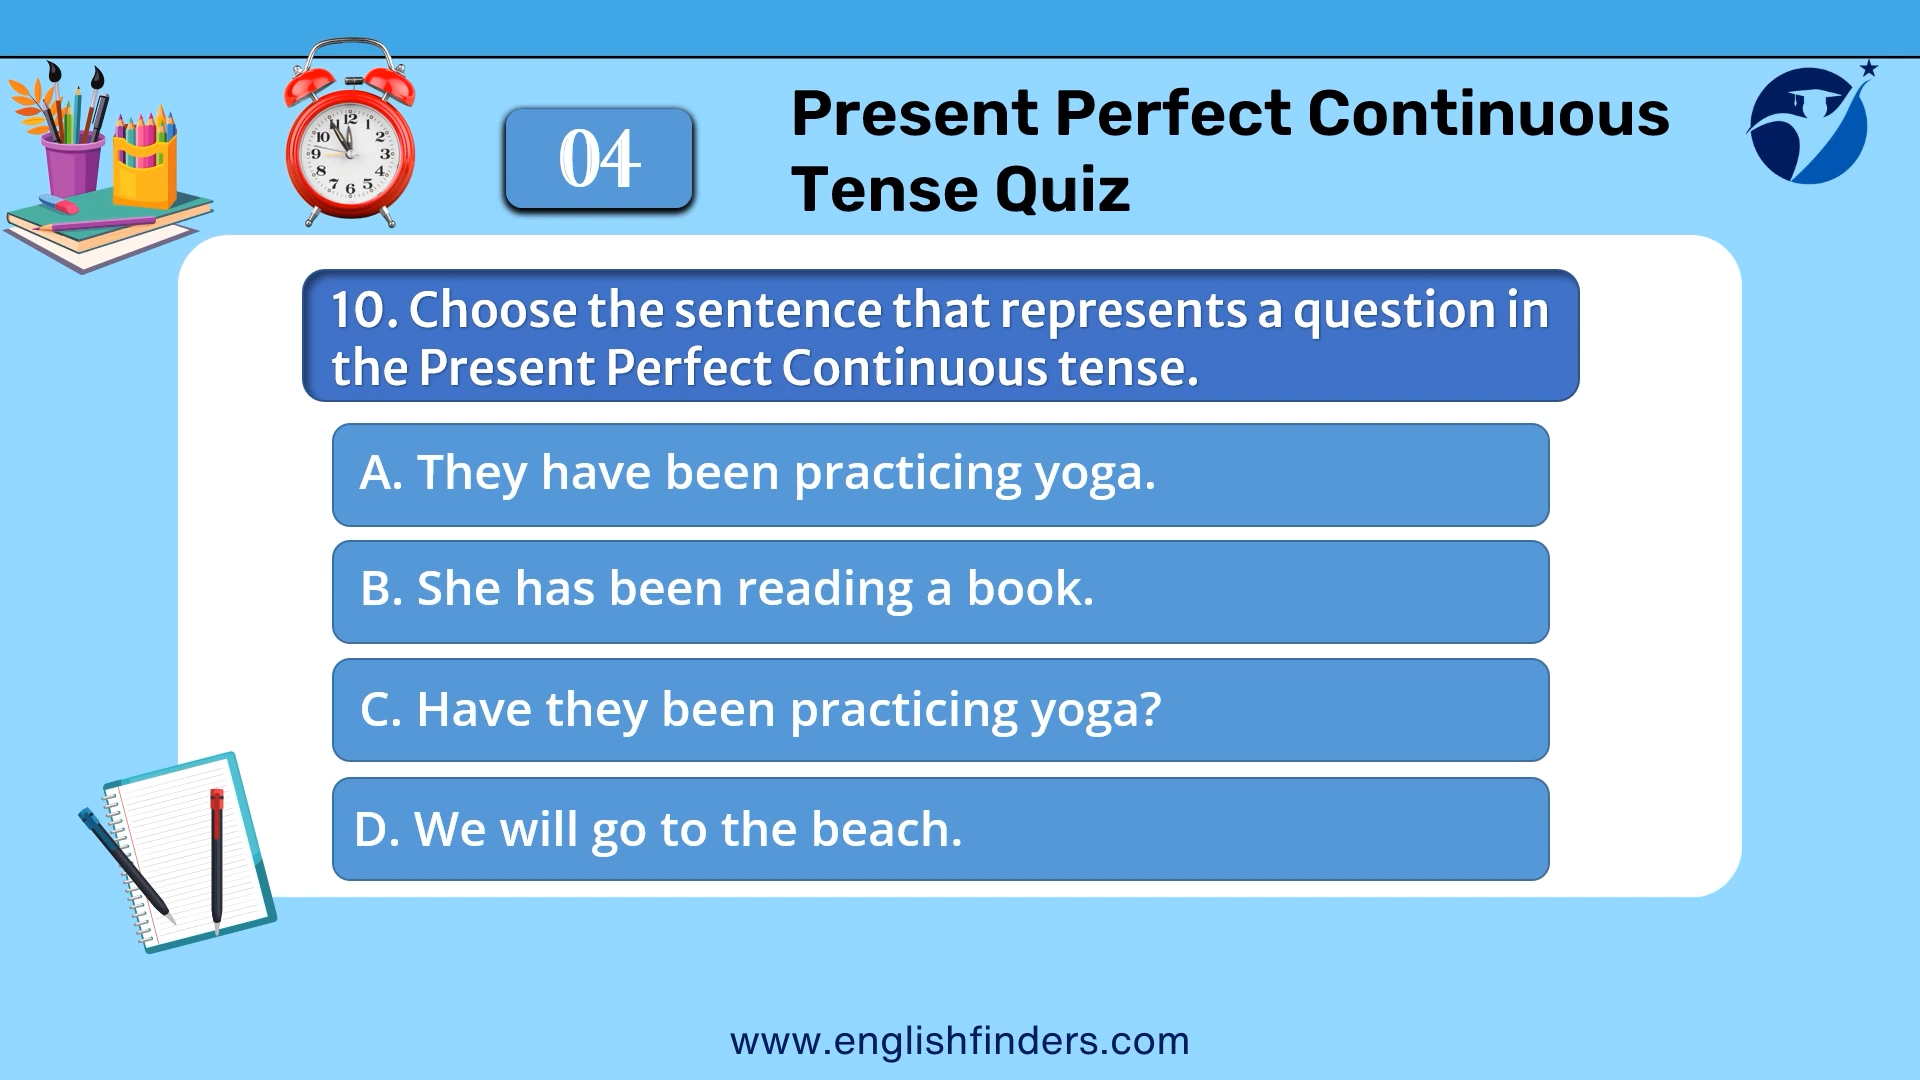 04
Present Perfect Continuous
Tense Quiz
10. Choose the sentence that represents a question in
the Present Perfect Continuous tense.
A. They have been practicing yoga.
B. She has been reading a book.
C. Have they been practicing yoga?
D. We will go to the beach.
www.englishfinders.com